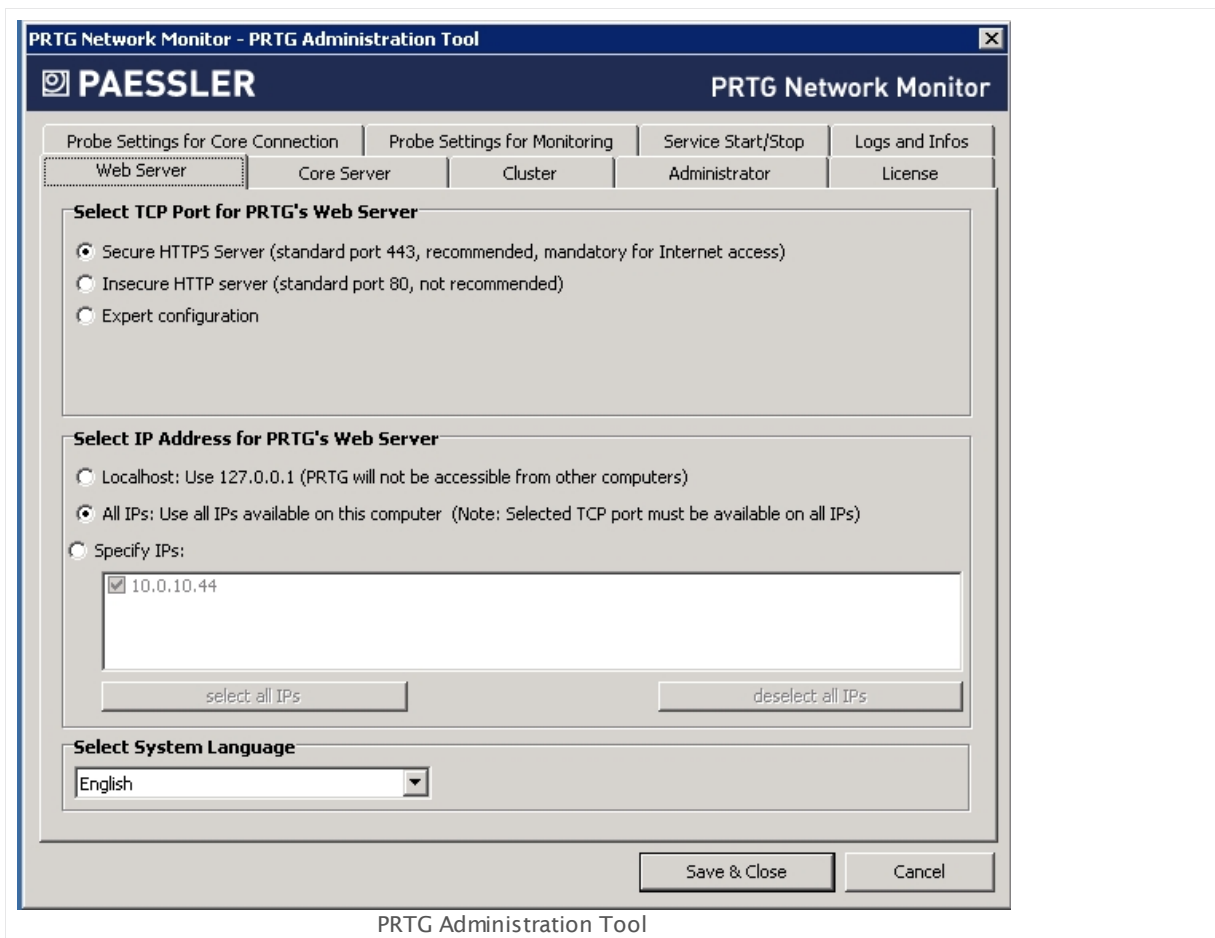 PRTG Network Monitor - PRTG Administration Tool
PAESSLER PRTG Network Monitor
Probe Settings for Core Connection Probe Settings for Monitoring Service Start/Stop Logs and Infos
Web Server Core Server Cluster Administrator License
Select TCP Port for PRTG's Web Server
Secure HTTPS Server (standard port 443, recommended, mandatory for Internet access)
Insecure HTTP server (standard port 80, not recommended)
Expert configuration
Select IP Address for PRTG's Web Server
Localhost: Use 127.0.0.1 (PRTG will not be accessible from other computers)
All IPs: Use all IPs available on this computer (Note: Selected TCP port must be available on all IPs)
Specify IPs:
10.0.10.44
select all IPs deselect all IPs
Select System Language
English
Save & Close Cancel
PRTG Administration Tool